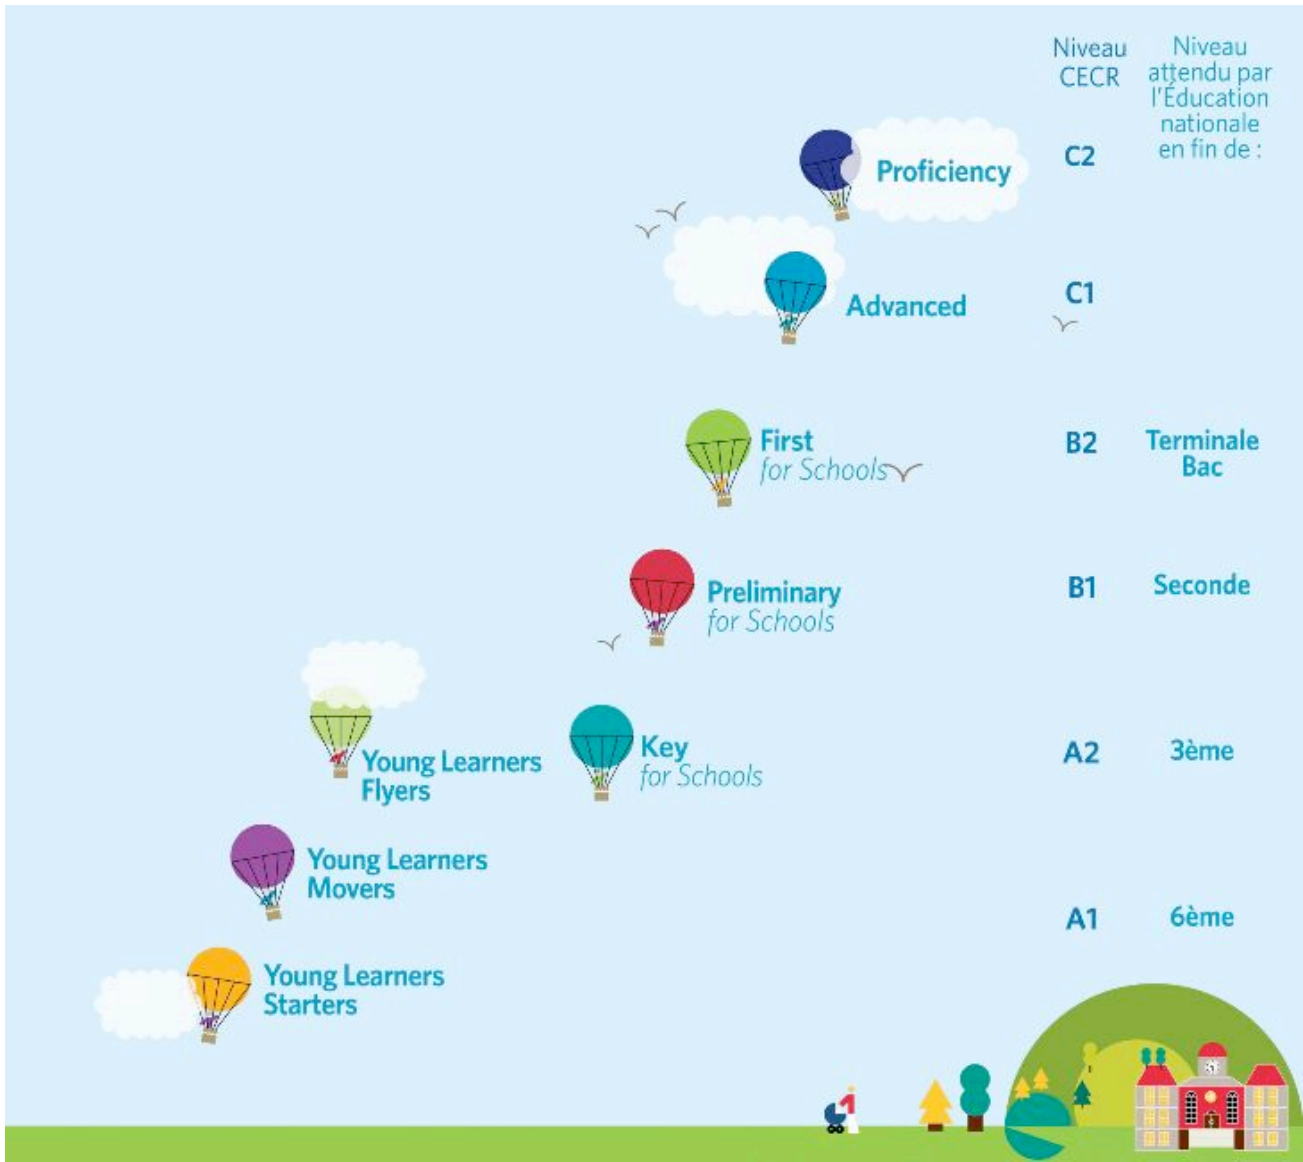 Niveau
CECR
Niveau
attendu par
l'Éducation
nationale
en fin de :
Proficiency
C2
Advanced
C1
First
for Schools
B2
Terminale
Bac
Preliminary
for Schools
B1
Seconde
Young Learners
Flyers
Key
for Schools
A2
3ème
Young Learners
Movers
A1
6ème
Young Learners
Starters